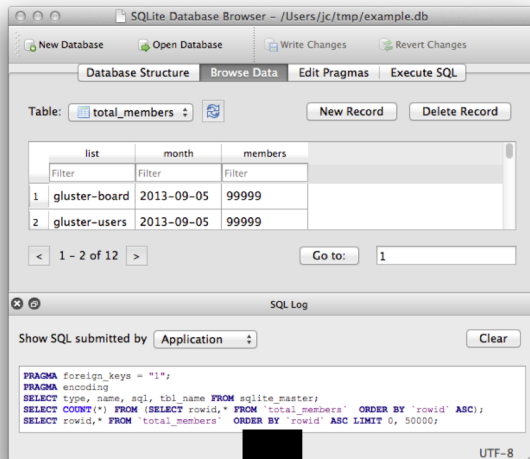 SQLite Database Browser – /Users/jc/tmp/example.db
New Database Open Database Write Changes Revert Changes
Database Structure Browse Data Edit Pragmas Execute SQL
Table: total_members New Record Delete Record
list month members
Filter Filter Filter
1 gluster-board 2013-09-05 99999
2 gluster-users 2013-09-05 99999
< 1 - 2 of 12 > Go to: 1
SQL Log
Show SQL submitted by Application Clear
PRAGMA foreign_keys = "1";
PRAGMA encoding
SELECT type, name, sql, tbl_name FROM sqlite_master;
SELECT COUNT(*) FROM (SELECT rowid,* FROM `total_members`  ORDER BY `rowid` ASC);
SELECT rowid,* FROM `total_members`  ORDER BY `rowid` ASC LIMIT 0, 50000;
UTF-8